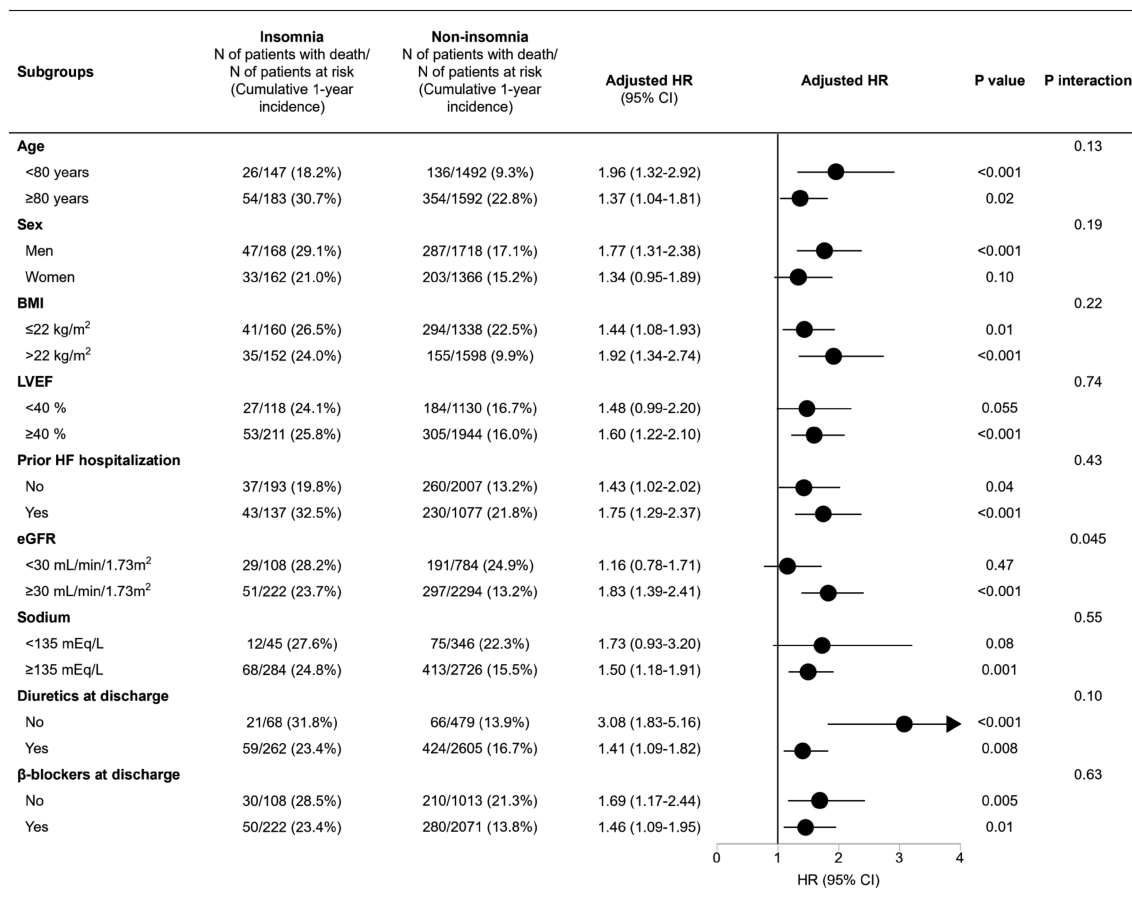 Subgroups
Insomnia
N of patients with death/
N of patients at risk
(Cumulative 1-year
incidence)
Non-insomnia
N of patients with death/
N of patients at risk
(Cumulative 1-year
incidence)
Adjusted HR
(95% CI)
Adjusted HR
P value
P interaction
Age 0.13
<80 years 26/147 (18.2%) 136/1492 (9.3%) 1.96 (1.32-2.92) <0.001
≥80 years 54/183 (30.7%) 354/1592 (22.8%) 1.37 (1.04-1.81) 0.02
Sex 0.19
Men 47/168 (29.1%) 287/1718 (17.1%) 1.77 (1.31-2.38) <0.001
Women 33/162 (21.0%) 203/1366 (15.2%) 1.34 (0.95-1.89) 0.10
BMI 0.22
≤22 kg/m² 41/160 (26.5%) 294/1338 (22.5%) 1.44 (1.08-1.93) 0.01
>22 kg/m² 35/152 (24.0%) 155/1598 (9.9%) 1.92 (1.34-2.74) <0.001
LVEF 0.74
<40 % 27/118 (24.1%) 184/1130 (16.7%) 1.48 (0.99-2.20) 0.055
≥40 % 53/211 (25.8%) 305/1944 (16.0%) 1.60 (1.22-2.10) <0.001
Prior HF hospitalization 0.43
No 37/193 (19.8%) 260/2007 (13.2%) 1.43 (1.02-2.02) 0.04
Yes 43/137 (32.5%) 230/1077 (21.8%) 1.75 (1.29-2.37) <0.001
eGFR 0.045
<30 mL/min/1.73m² 29/108 (28.2%) 191/784 (24.9%) 1.16 (0.78-1.71) 0.47
≥30 mL/min/1.73m² 51/222 (23.7%) 297/2294 (13.2%) 1.83 (1.39-2.41) <0.001
Sodium 0.55
<135 mEq/L 12/45 (27.6%) 75/346 (22.3%) 1.73 (0.93-3.20) 0.08
≥135 mEq/L 68/284 (24.8%) 413/2726 (15.5%) 1.50 (1.18-1.91) 0.001
Diuretics at discharge 0.10
No 21/68 (31.8%) 66/479 (13.9%) 3.08 (1.83-5.16) <0.001
Yes 59/262 (23.4%) 424/2605 (16.7%) 1.41 (1.09-1.82) 0.008
β-blockers at discharge 0.63
No 30/108 (28.5%) 210/1013 (21.3%) 1.69 (1.17-2.44) 0.005
Yes 50/222 (23.4%) 280/2071 (13.8%) 1.46 (1.09-1.95) 0.01
0 1 2 3 4
HR (95% CI)